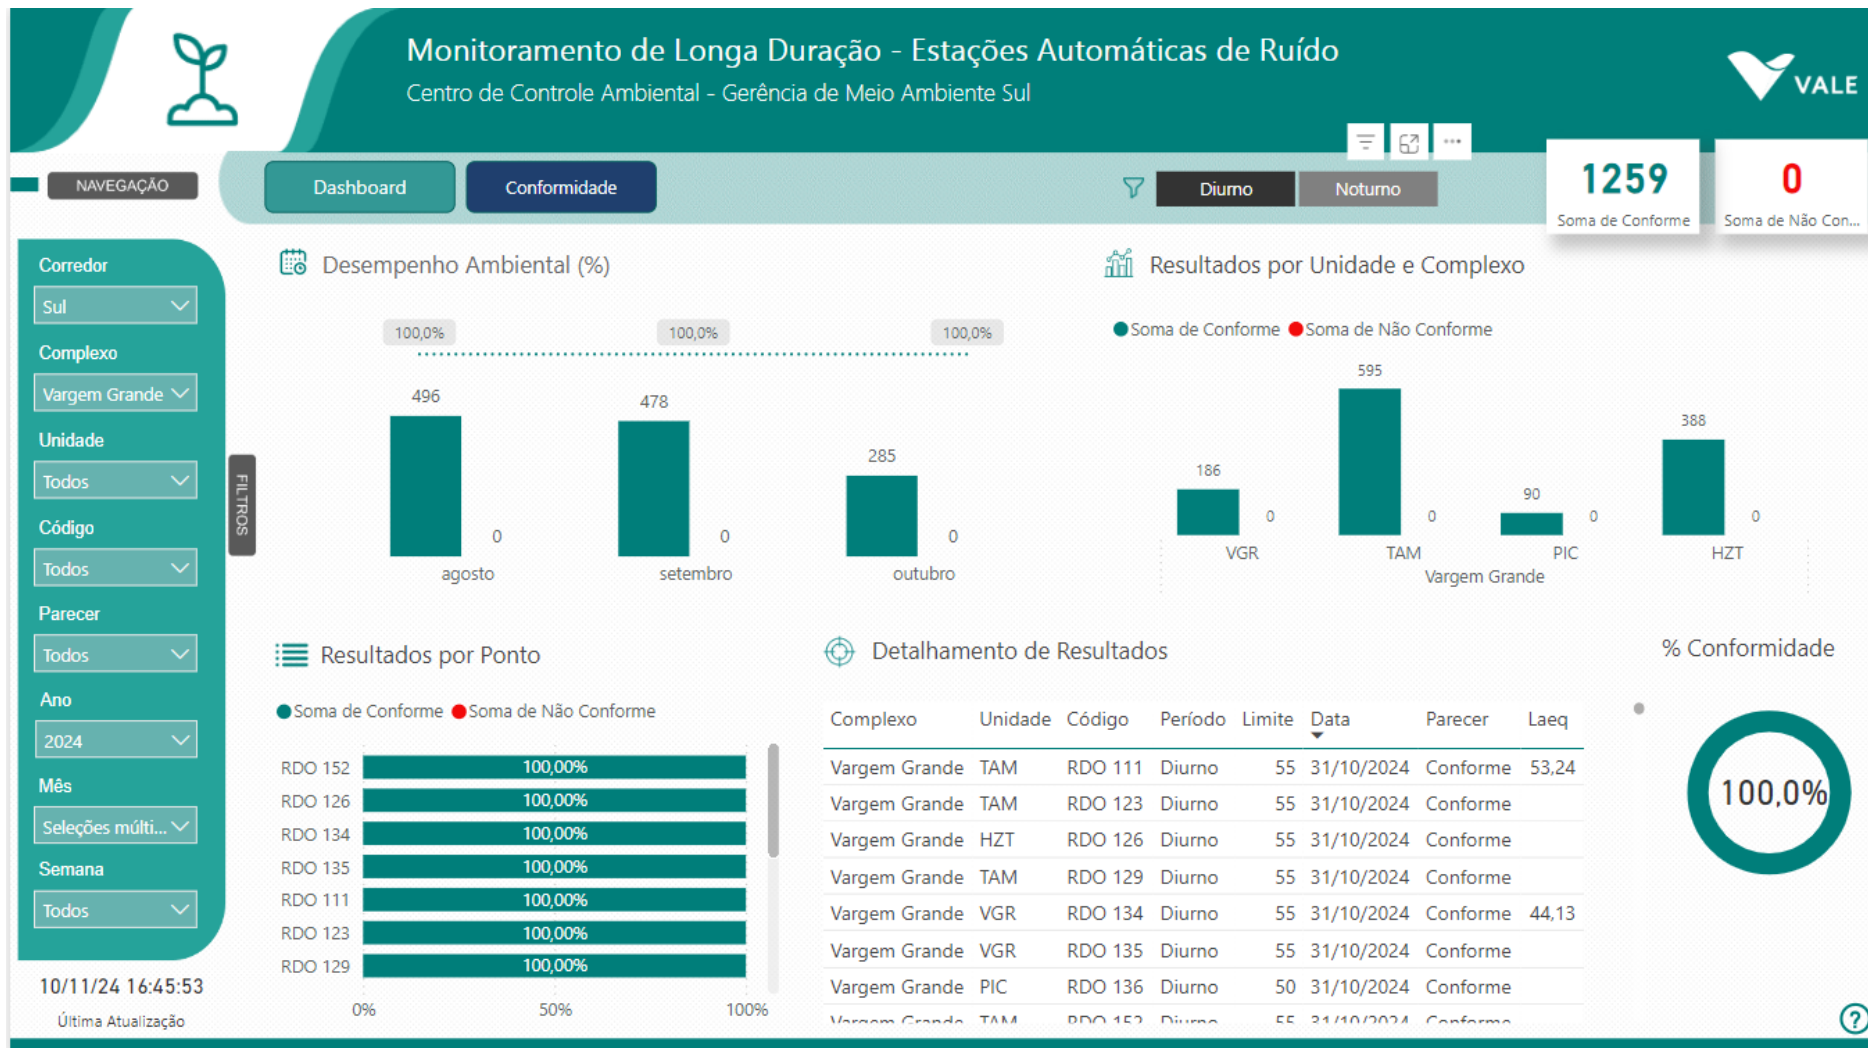 Monitoramento de Longa Duração - Estações Automáticas de Ruído
Centro de Controle Ambiental - Gerência de Meio Ambiente Sul
VALE
NAVEGAÇÃO
Dashboard
Conformidade
Diurno
Noturno
1259
Soma de Conforme
0
Soma de Não Con...
Corredor
Sul
Complexo
Vargem Grande
Unidade
Todos
Código
Todos
Parecer
Todos
Ano
2024
Mês
Seleções múlti...
Semana
Todos
10/11/24 16:45:53
Última Atualização
FILTROS
Desempenho Ambiental (%)
100,0% 100,0% 100,0%
496 478 285
0 0 0
agosto setembro outubro
Resultados por Unidade e Complexo
Soma de Conforme Soma de Não Conforme
186 595 90 388
0 0 0 0
VGR TAM PIC HZT
Vargem Grande
Resultados por Ponto
Soma de Conforme Soma de Não Conforme
RDO 152 100,00%
RDO 126 100,00%
RDO 134 100,00%
RDO 135 100,00%
RDO 111 100,00%
RDO 123 100,00%
RDO 129 100,00%
0% 50% 100%
Detalhamento de Resultados
Complexo Unidade Código Período Limite Data Parecer Laeq
Vargem Grande TAM RDO 111 Diurno 55 31/10/2024 Conforme 53,24
Vargem Grande TAM RDO 123 Diurno 55 31/10/2024 Conforme
Vargem Grande HZT RDO 126 Diurno 55 31/10/2024 Conforme
Vargem Grande TAM RDO 129 Diurno 55 31/10/2024 Conforme
Vargem Grande VGR RDO 134 Diurno 55 31/10/2024 Conforme 44,13
Vargem Grande VGR RDO 135 Diurno 55 31/10/2024 Conforme
Vargem Grande PIC RDO 136 Diurno 50 31/10/2024 Conforme
Vargem Grande TAM RDO 152 Diurno 55 31/10/2024 Conforme
% Conformidade
100,0%
?